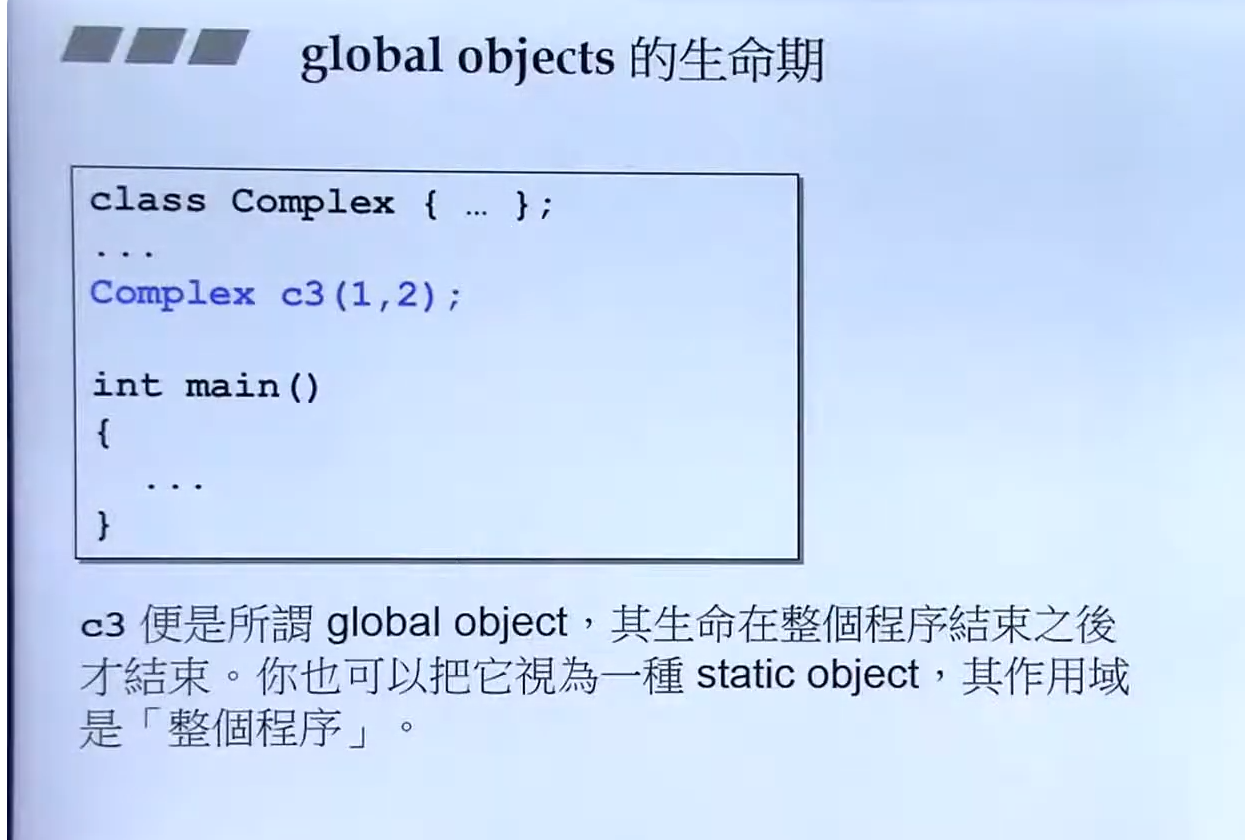 global objects 的生命期
class Complex { … };
...
Complex c3(1,2);
int main()
{
...
}
c3 便是所謂 global object，其生命在整個程序結束之後
才結束。你也可以把它視為一種 static object，其作用域
是「整個程序」。